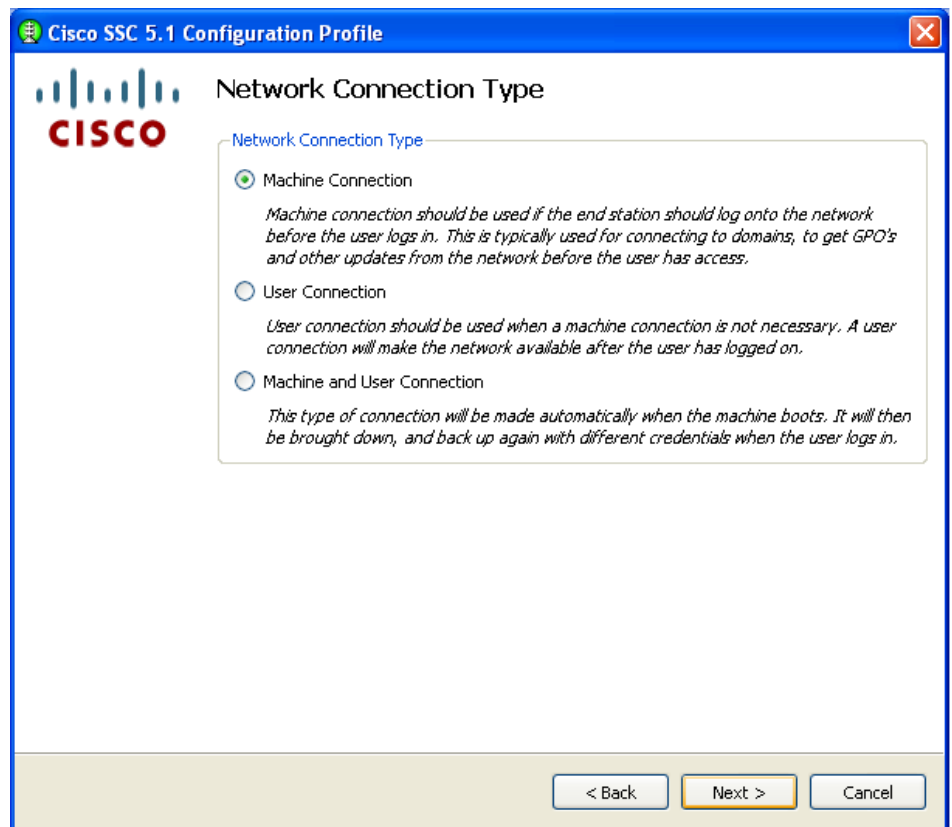 Cisco SSC 5.1 Configuration Profile
CISCO
Network Connection Type
Network Connection Type
Machine Connection
Machine connection should be used if the end station should log onto the network
before the user logs in. This is typically used for connecting to domains, to get GPO's
and other updates from the network before the user has access.
User Connection
User connection should be used when a machine connection is not necessary. A user
connection will make the network available after the user has logged on.
Machine and User Connection
This type of connection will be made automatically when the machine boots. It will then
be brought down, and back up again with different credentials when the user logs in.
< Back
Next >
Cancel